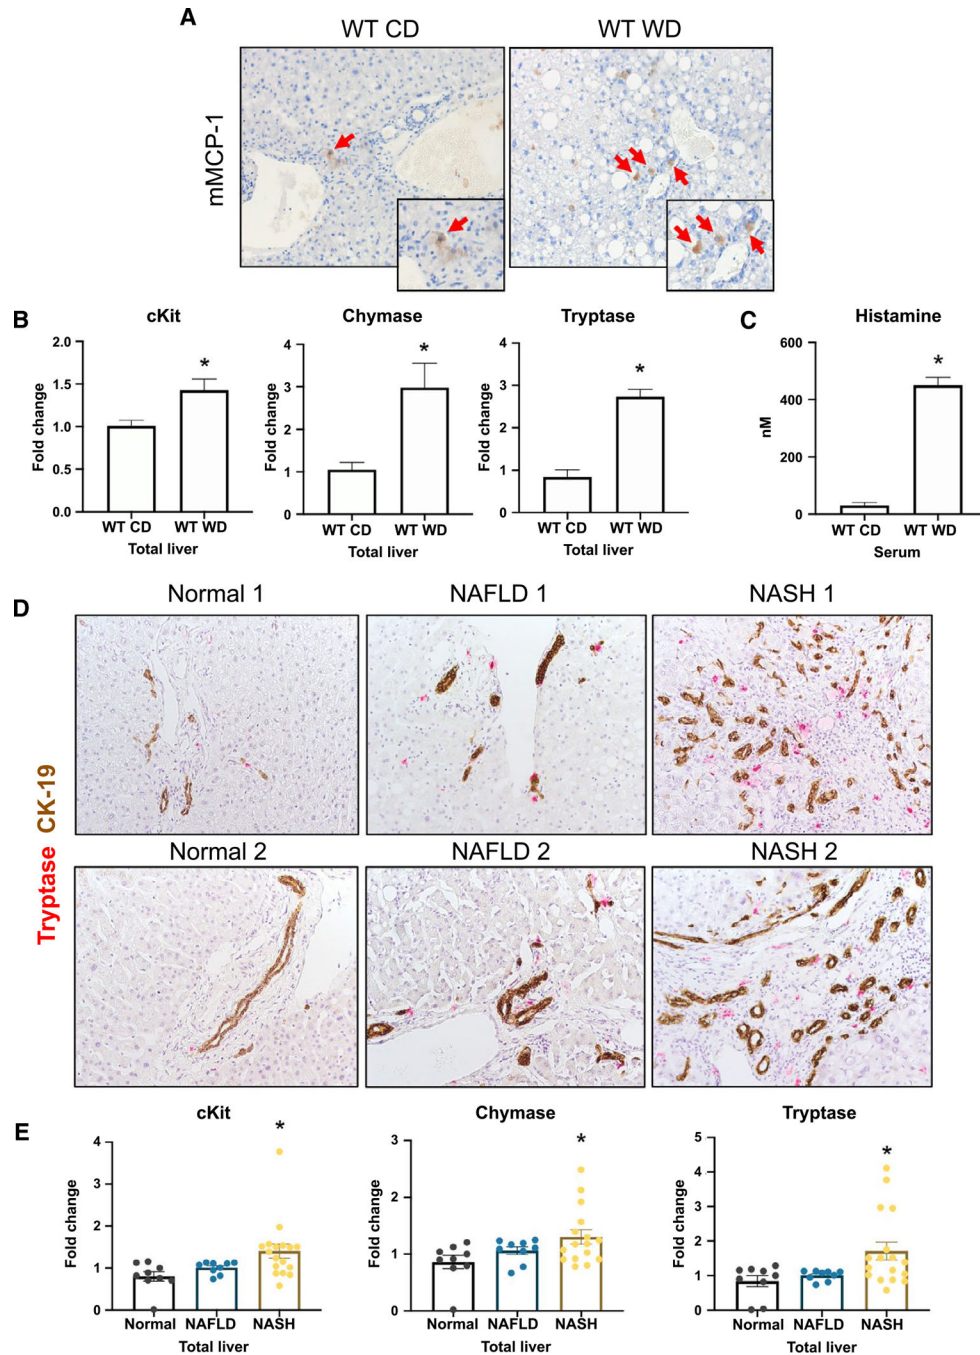 A
WT CD
WT WD
mMCP-1
B
cKit
Chymase
Tryptase
C
Histamine
Fold change
2.0
1.5
1.0
0.5
0.0
*
WT CD
WT WD
Total liver
Fold change
4
3
2
1
0
*
WT CD
WT WD
Total liver
Fold change
4
3
2
1
0
*
WT CD
WT WD
Total liver
nM
600
400
200
0
*
WT CD
WT WD
Serum
D
Normal 1
NAFLD 1
NASH 1
Tryptase CK-19
Normal 2
NAFLD 2
NASH 2
E
cKit
Chymase
Tryptase
Fold change
4
3
2
1
0
*
Normal
NAFLD
NASH
Total liver
Fold change
3
2
1
0
*
Normal
NAFLD
NASH
Total liver
Fold change
5
4
3
2
1
0
*
Normal
NAFLD
NASH
Total liver